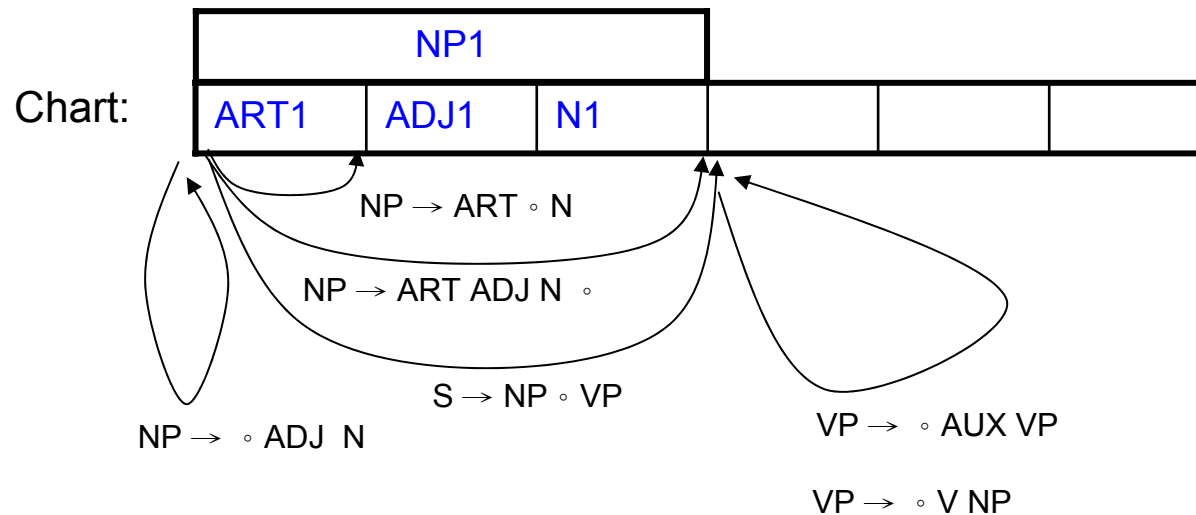 NP1
Chart:
ART1
ADJ1
N1
NP → ART ∘ N
NP → ART ADJ N ∘
S → NP ∘ VP
NP → ∘ ADJ N
VP → ∘ AUX VP
VP → ∘ V NP